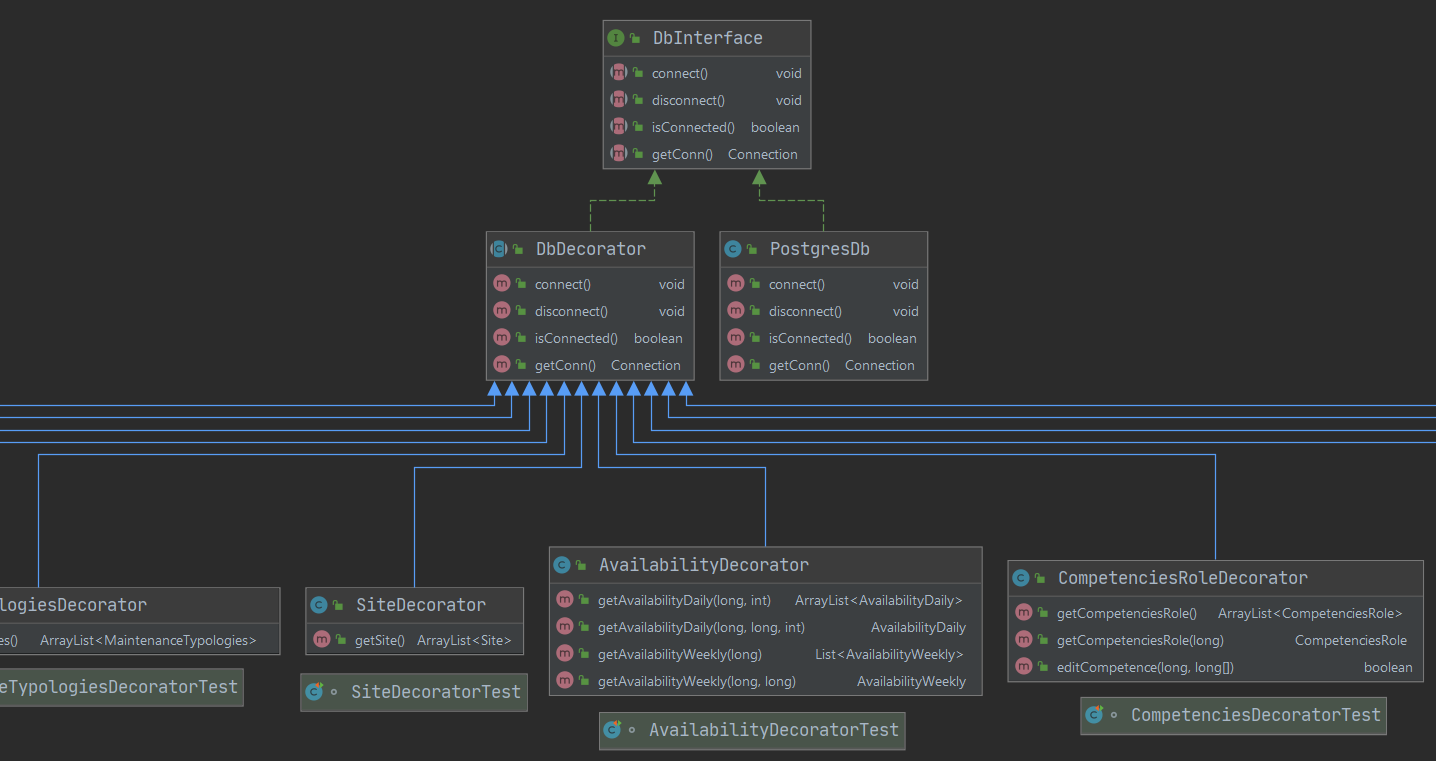 DbInterface
connect() void
disconnect() void
isConnected() boolean
getConn() Connection
DbDecorator
connect() void
disconnect() void
isConnected() boolean
getConn() Connection
PostgresDb
connect() void
disconnect() void
isConnected() boolean
getConn() Connection
logiesDecorator
es() ArrayList<MaintenanceTypologies>
eTypologiesDecoratorTest
SiteDecorator
getSite() ArrayList<Site>
SiteDecoratorTest
AvailabilityDecorator
getAvailabilityDaily(long, int) ArrayList<AvailabilityDaily>
getAvailabilityDaily(long, long, int) AvailabilityDaily
getAvailabilityWeekly(long) List<AvailabilityWeekly>
getAvailabilityWeekly(long, long) AvailabilityWeekly
AvailabilityDecoratorTest
CompetenciesRoleDecorator
getCompetenciesRole() ArrayList<CompetenciesRole>
getCompetenciesRole(long) CompetenciesRole
editCompetence(long, long[]) boolean
CompetenciesDecoratorTest